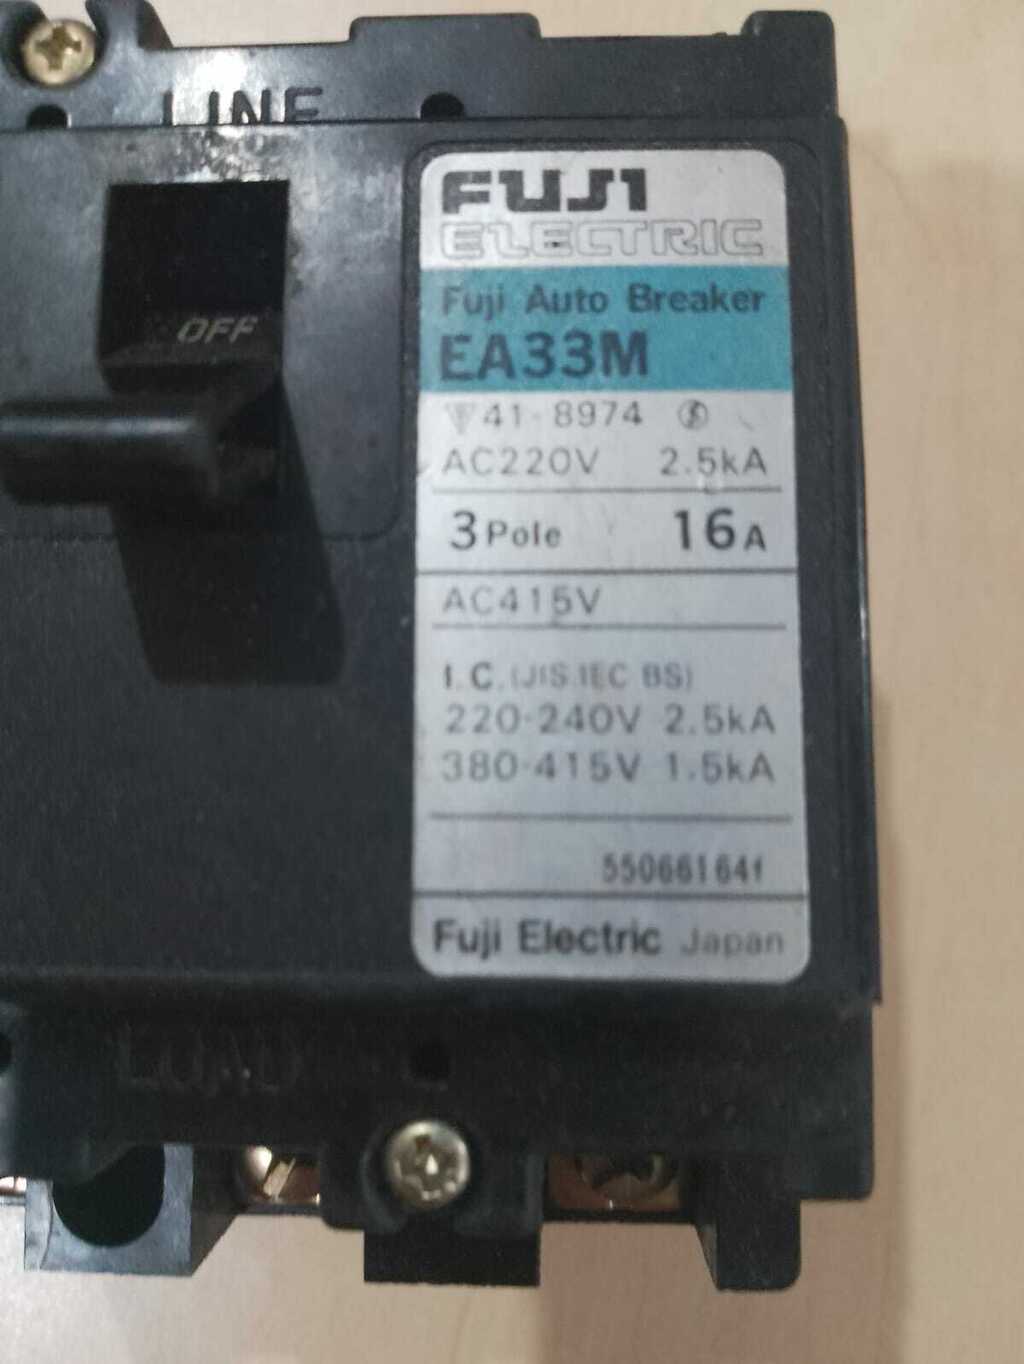 LINE
OFF
FUJI
ELECTRIC
Fuji Auto Breaker
EA33M
41-8974
AC220V 2.5kA
3 Pole 16A
AC415V
I.C.(JIS.IEC BS)
220-240V 2.5kA
380-415V 1.5kA
55066164f
Fuji Electric Japan
LOAD